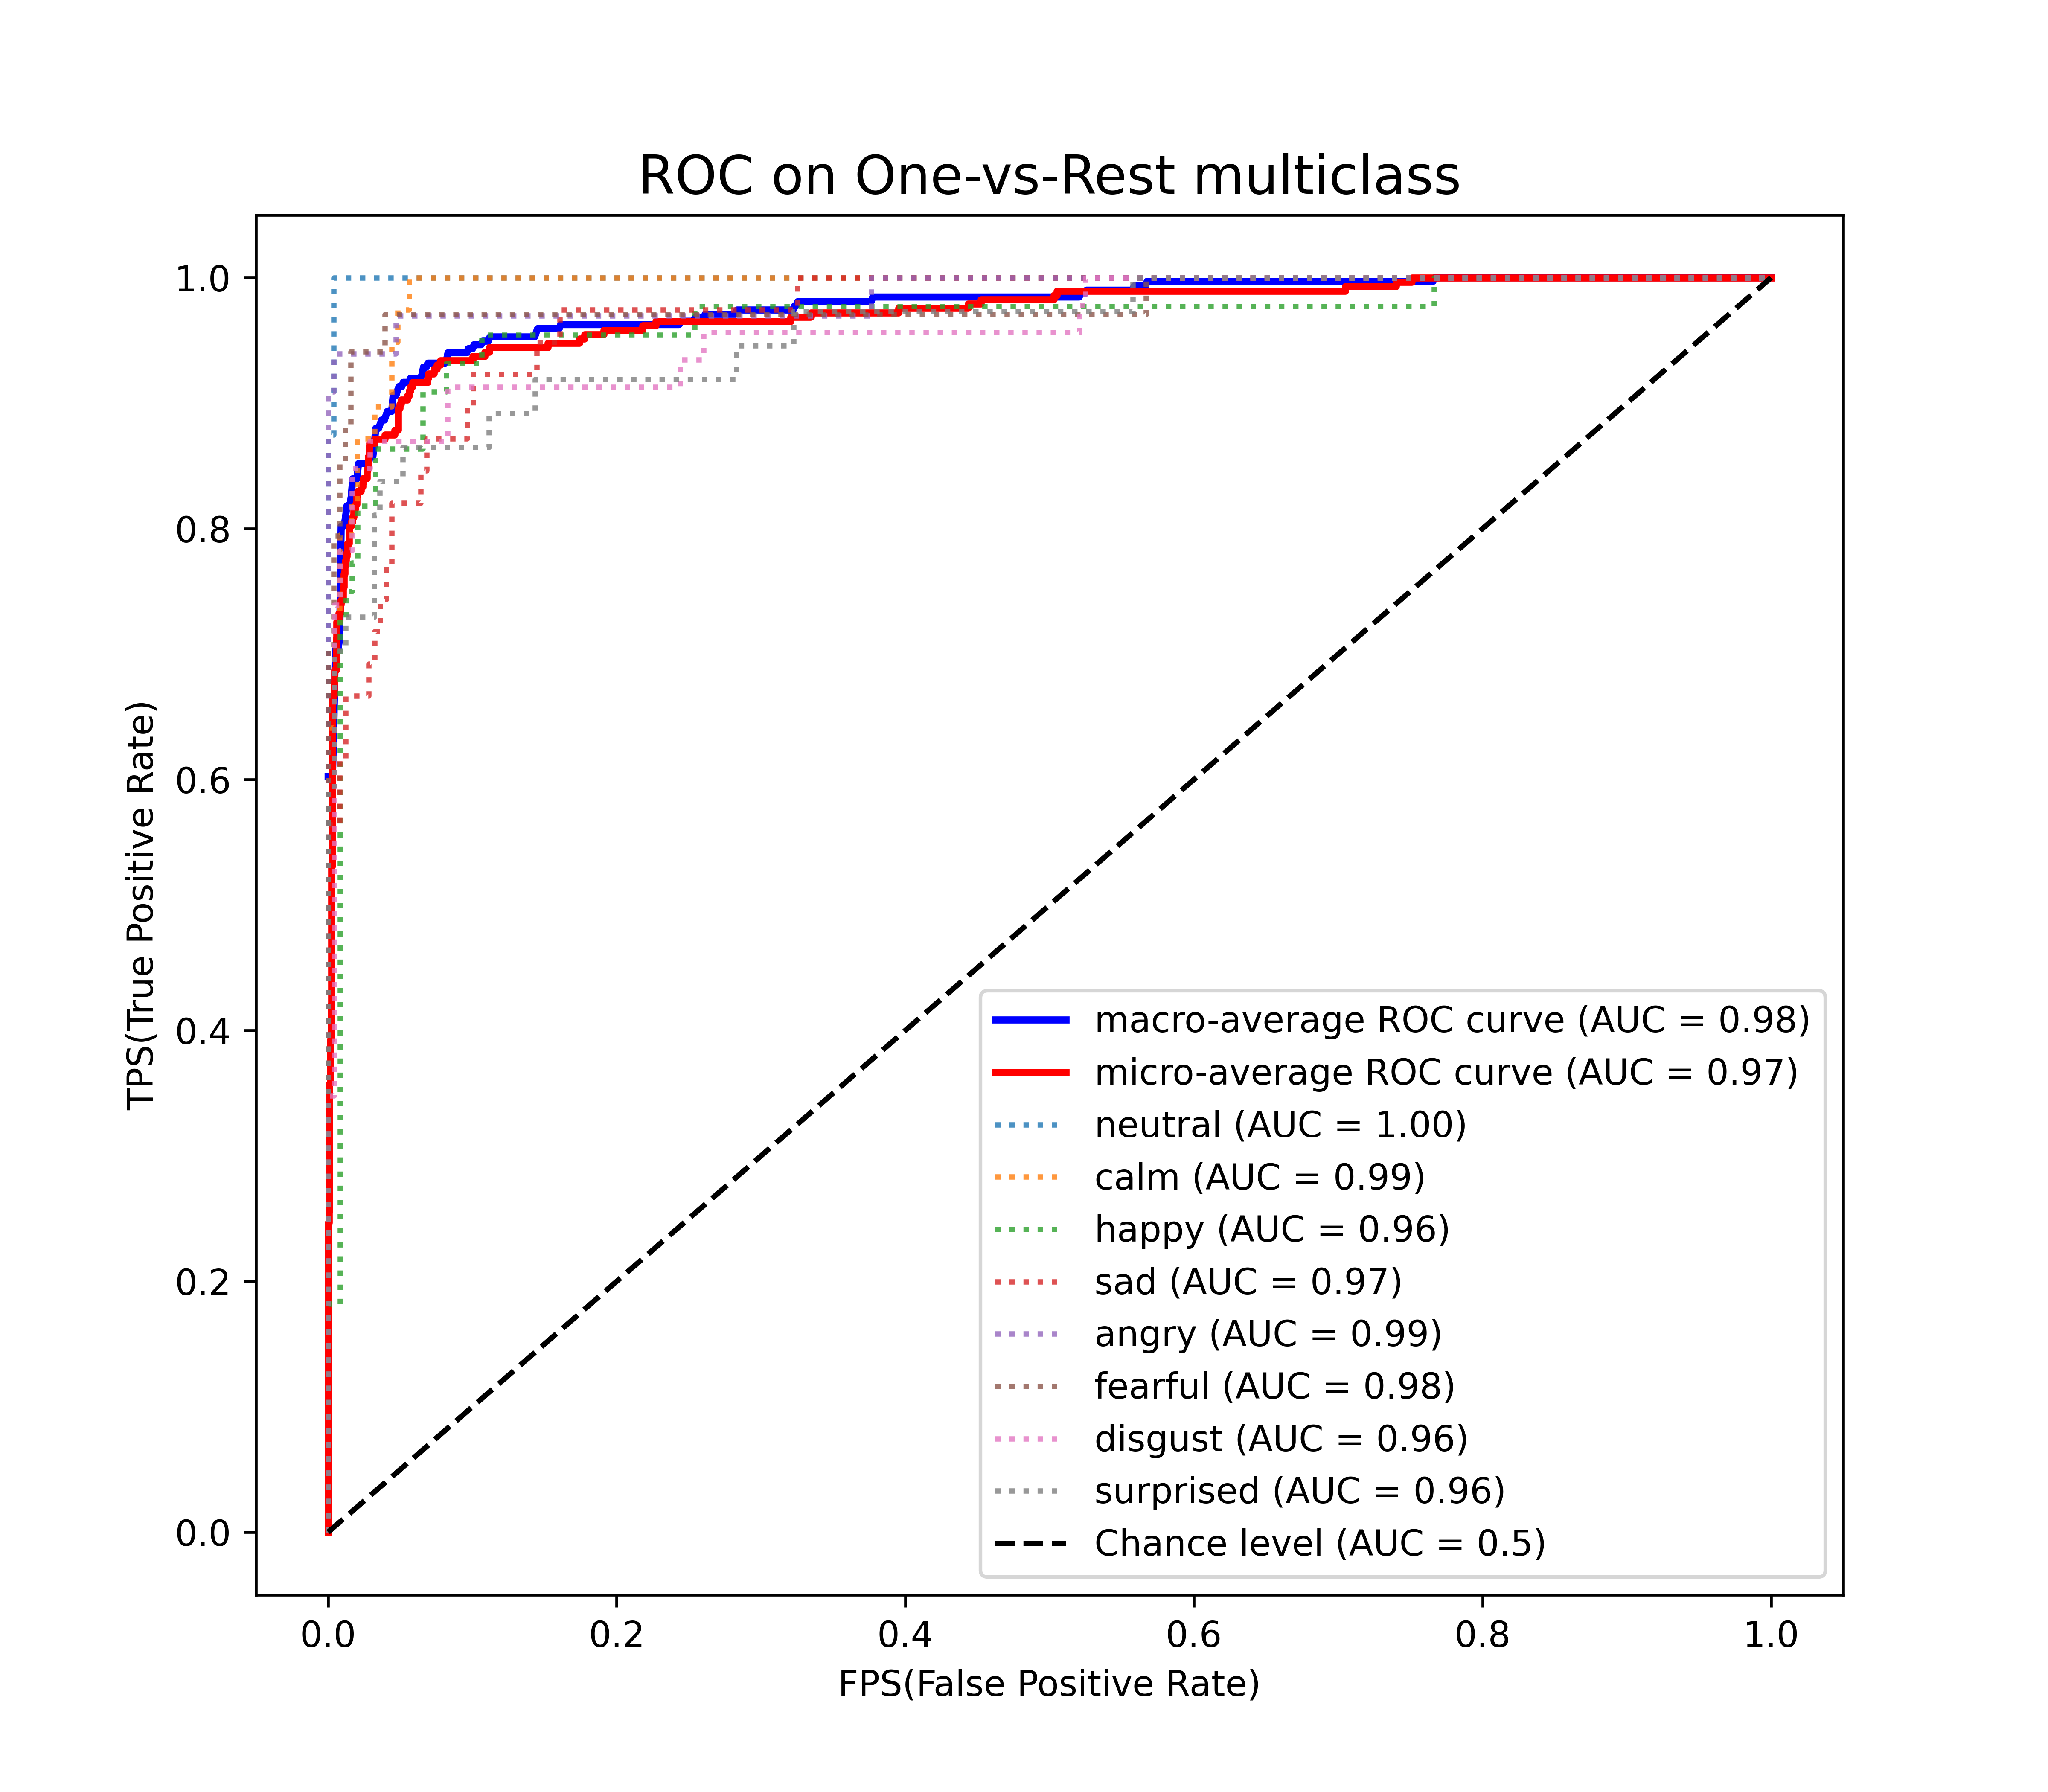 ROC on One-vs-Rest multiclass
1.0
0.8
0.6
0.4
0.2
0.0
TPS(True Positive Rate)
macro-average ROC curve (AUC = 0.98)
micro-average ROC curve (AUC = 0.97)
neutral (AUC = 1.00)
calm (AUC = 0.99)
happy (AUC = 0.96)
sad (AUC = 0.97)
angry (AUC = 0.99)
fearful (AUC = 0.98)
disgust (AUC = 0.96)
surprised (AUC = 0.96)
Chance level (AUC = 0.5)
0.0 0.2 0.4 0.6 0.8 1.0
FPS(False Positive Rate)